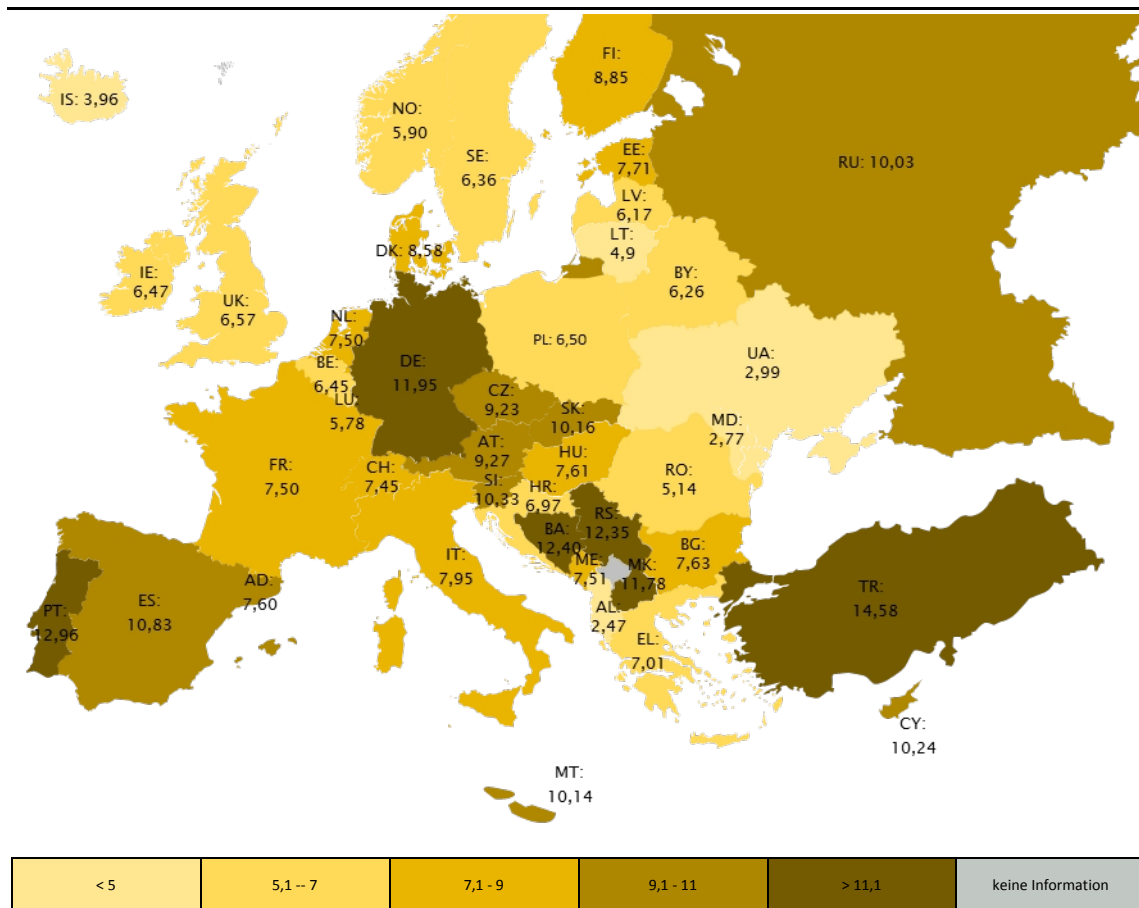 FI:
8,85
IS: 3,96
NO:
5,90
SE:
6,36
EE:
7,71
RU: 10,03
LV:
6,17
LT:
4,9
DK: 8,58
IE:
6,47
BY:
6,26
UK:
6,57
NL:
7,50
PL: 6,50
BE:
6,45
DE:
11,95
UA:
2,99
LU:
5,78
CZ:
9,23
SK:
10,16
MD:
2,77
AT:
9,27
HU:
7,61
FR:
7,50
CH:
7,45
RO:
5,14
SI:
10,33
HR:
6,97
RS:
12,35
BA:
12,40
BG:
7,63
IT:
7,95
ME:
7,51
MK:
11,78
AD:
7,60
TR:
14,58
ES:
10,83
PT:
12,96
AL:
2,47
EL:
7,01
CY:
10,24
MT:
10,14
< 5
5,1 -- 7
7,1 - 9
9,1 - 11
> 11,1
keine Information